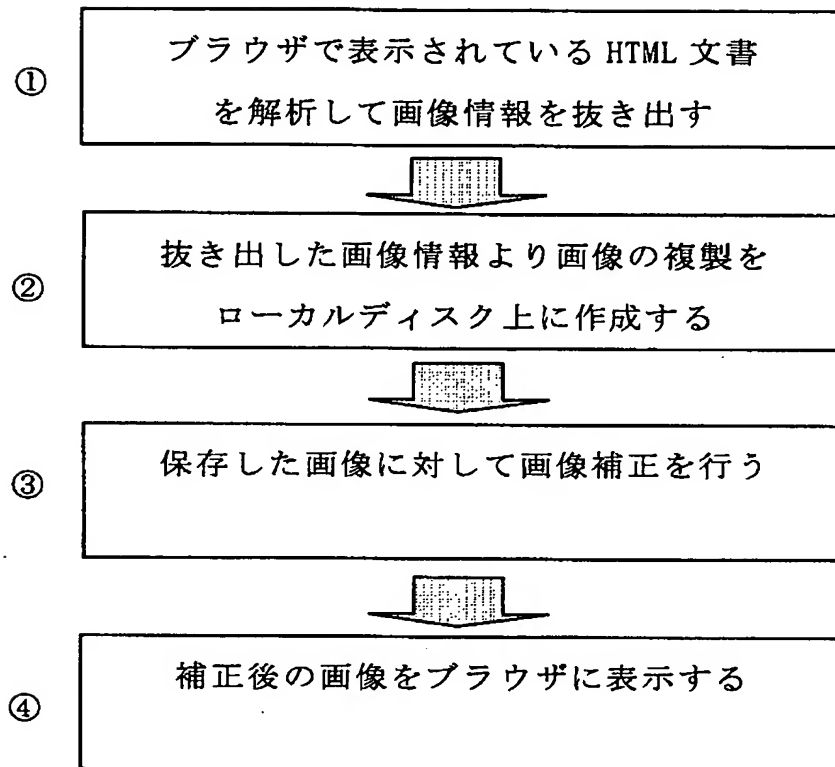 ①
ブラウザで表示されている HTML 文書
を解析して画像情報を抜き出す
②
抜き出した画像情報より画像の複製を
ローカルディスク上に作成する
③
保存した画像に対して画像補正を行う
④
補正後の画像をブラウザに表示する